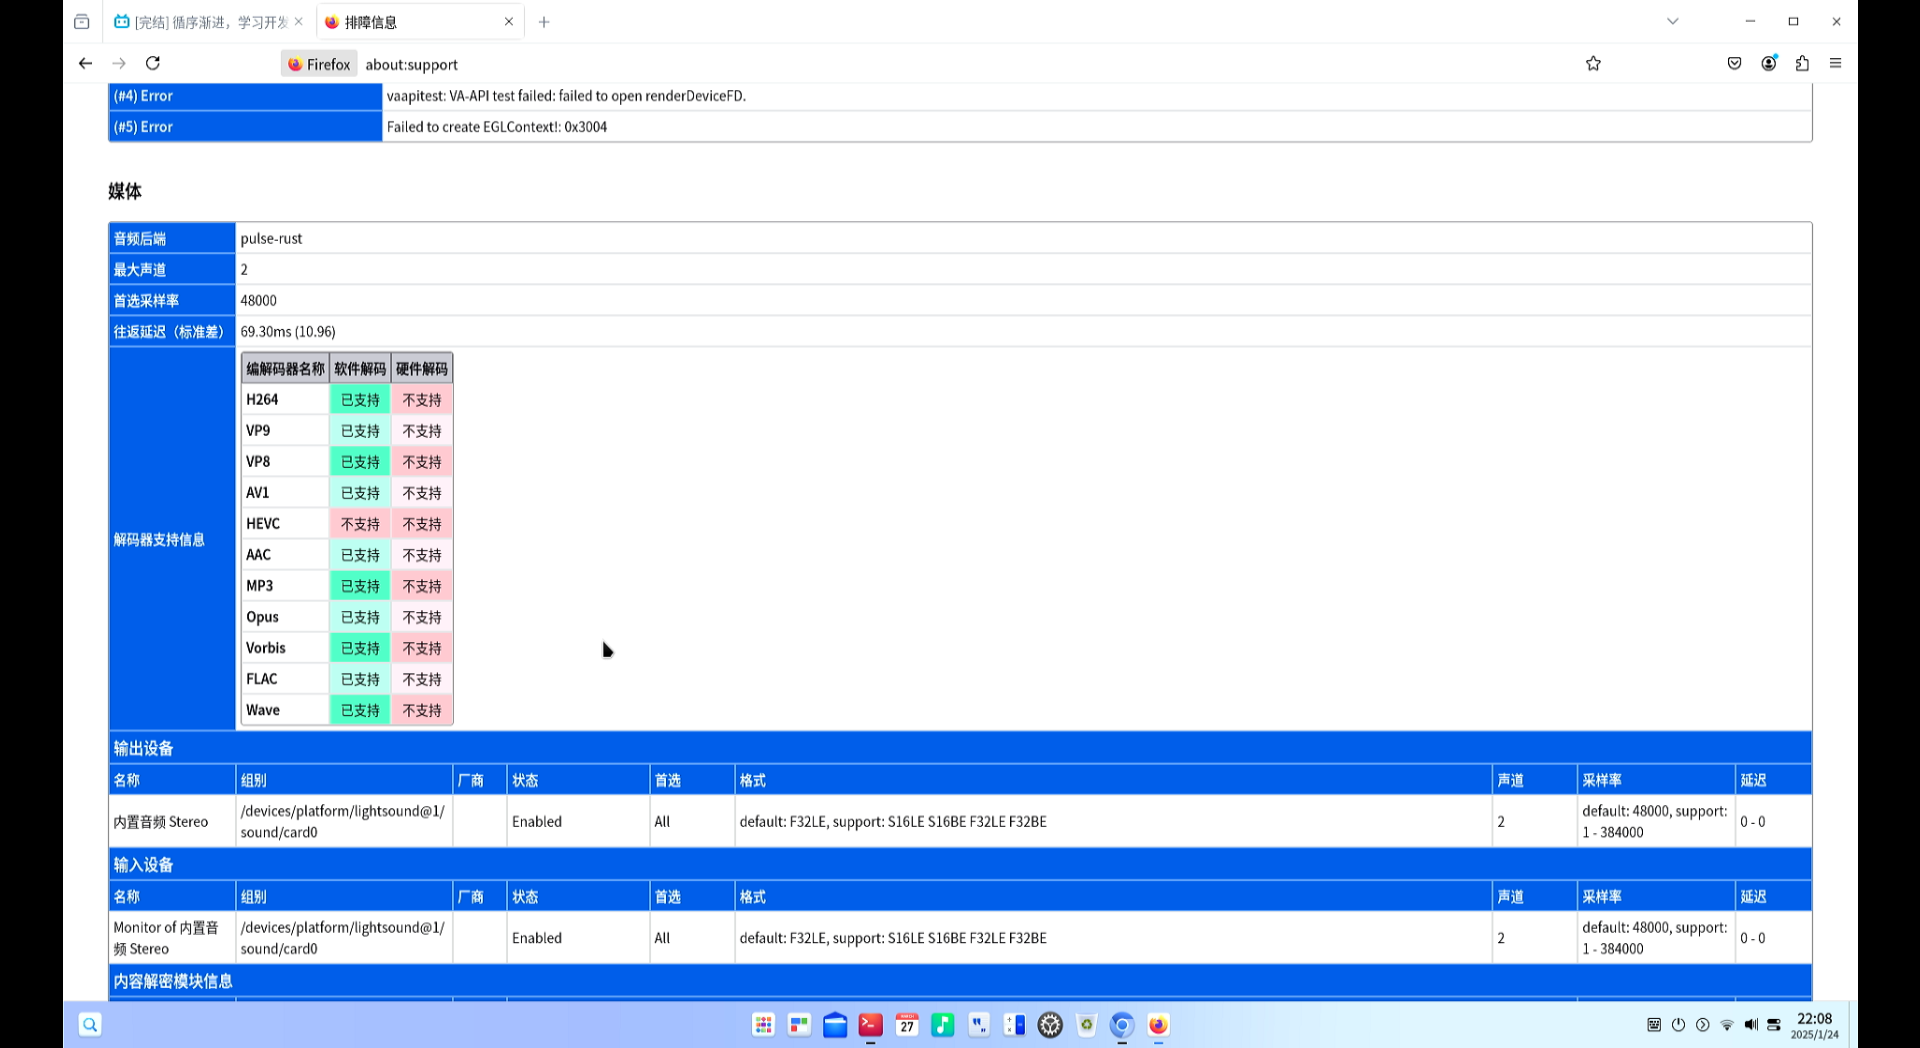 [完结] 循序渐进，学习开发
排障信息
Firefox
about:support
(#4) Error
vaapitest: VA-API test failed: failed to open renderDeviceFD.
(#5) Error
Failed to create EGLContext!: 0x3004
媒体
音频后端
pulse-rust
最大声道
2
首选采样率
48000
往返延迟（标准差）
69.30ms (10.96)
解码器支持信息
编解码器名称 软件解码 硬件解码
H264 已支持 不支持
VP9 已支持 不支持
VP8 已支持 不支持
AV1 已支持 不支持
HEVC 不支持 不支持
AAC 已支持 不支持
MP3 已支持 不支持
Opus 已支持 不支持
Vorbis 已支持 不支持
FLAC 已支持 不支持
Wave 已支持 不支持
输出设备
名称 组别 厂商 状态 首选 格式 声道 采样率 延迟
内置音频 Stereo
/devices/platform/lightsound@1/
sound/card0
Enabled
All
default: F32LE, support: S16LE S16BE F32LE F32BE
2
default: 48000, support:
1 - 384000
0 - 0
输入设备
名称 组别 厂商 状态 首选 格式 声道 采样率 延迟
Monitor of 内置音
频 Stereo
/devices/platform/lightsound@1/
sound/card0
Enabled
All
default: F32LE, support: S16LE S16BE F32LE F32BE
2
default: 48000, support:
1 - 384000
0 - 0
内容解密模块信息
27
22:08
2025/1/24